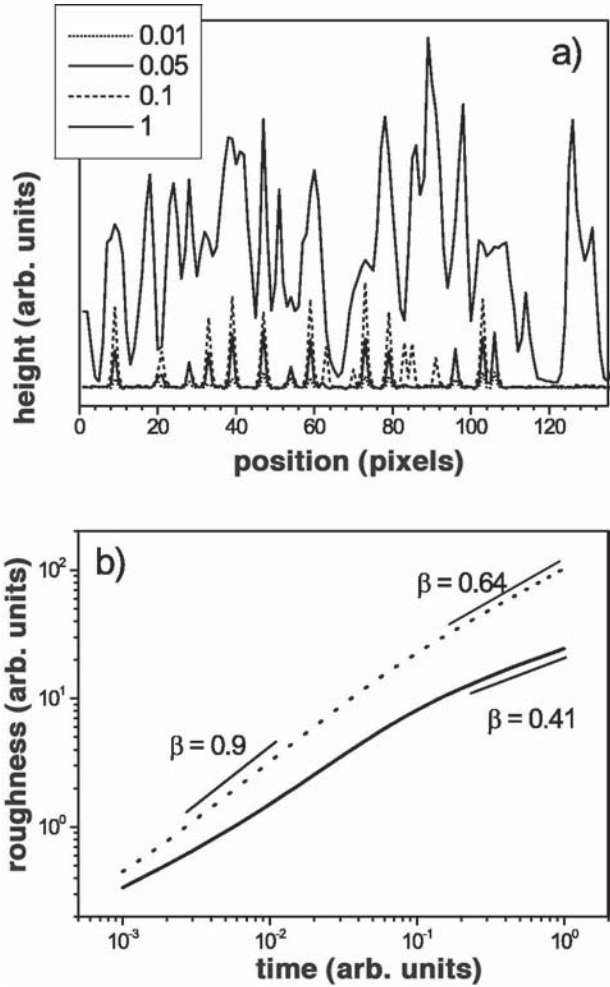 a)
0.01
0.05
0.1
1
height (arb. units)
0 20 40 60 80 100 120
position (pixels)
b)
roughness (arb. units)
10²
10¹
10⁰
β = 0.64
β = 0.9
β = 0.41
10⁻³ 10⁻² 10⁻¹ 10⁰
time (arb. units)